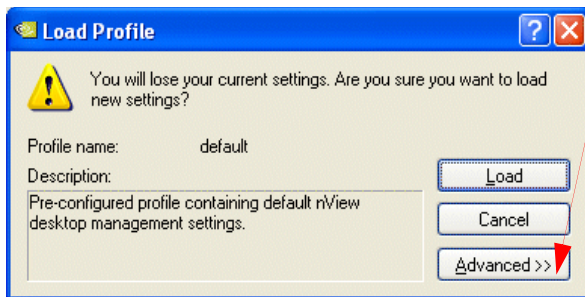 Load Profile
You will lose your current settings. Are you sure you want to load
new settings?
Profile name: default
Description:
Pre-configured profile containing default nView
desktop management settings.
Load
Cancel
Advanced >>